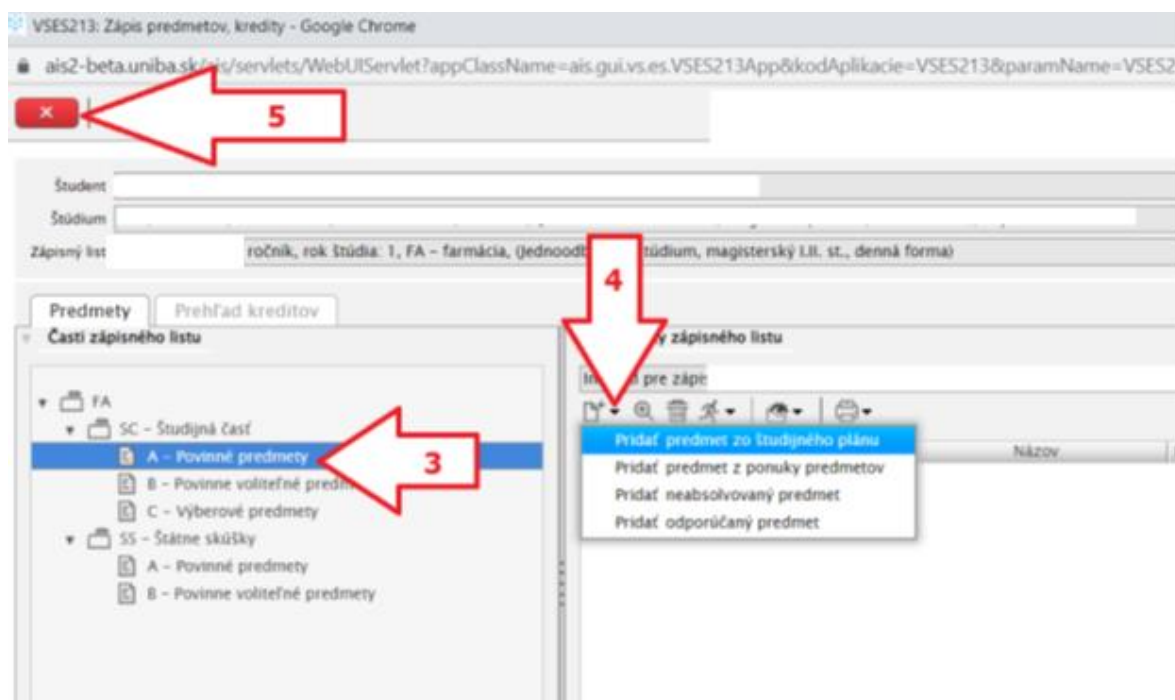 VSES213: Zápis predmetov, kredity - Google Chrome
ais2-beta.uniba.sk/ais/servlets/WebUIServlet?appClassName=ais.gui.vs.es.VSES213App&kodAplikacie=VSES213&paramName=VSES2
5
Študent
Štúdium
Zápisný list ročník, rok štúdia: 1, FA – farmácia, (Jednoodb túdium, magisterský I.II. st., denná forma)
4
Predmety Prehľad kreditov
Časti zápisného listu
y zápisného listu
pre zápis
FA
SC – Študijná časť
A – Povinné predmety
3
B – Povinne voliteľné predm
C – Výberové predmety
SS – Štátne skúšky
A – Povinné predmety
B – Povinne voliteľné predmety
Pridať predmet zo študijného plánu
Názov
Pridať predmet z ponuky predmetov
Pridať neabsolvovaný predmet
Pridať odporúčaný predmet